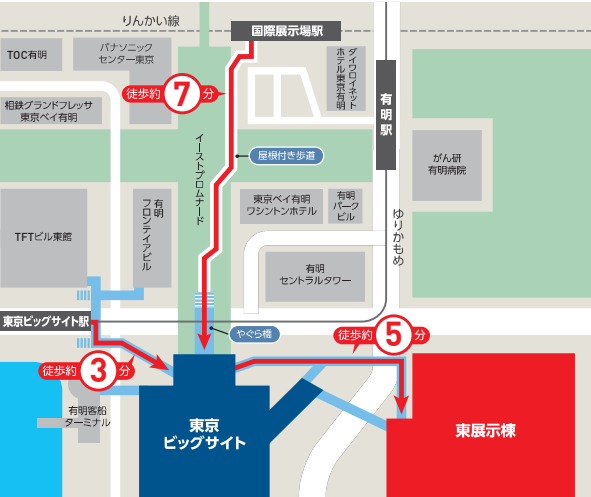 りんかい線
国際展示場駅
TOC有明
パナソニック
センター東京
ダイワロイネット
ホテル東京有明
徒歩約7分
有明駅
相鉄グランドフレッサ
東京ベイ有明
イーストプロムナード
屋根付き歩道
がん研
有明病院
TFTビル東館
有明
フロンティアビル
東京ベイ有明
ワシントンホテル
有明
パーク
ビル
ゆりかもめ
有明
セントラルタワー
東京ビッグサイト駅
やぐら橋
徒歩約5分
徒歩約3分
有明客船
ターミナル
東京
ビッグサイト
東展示棟